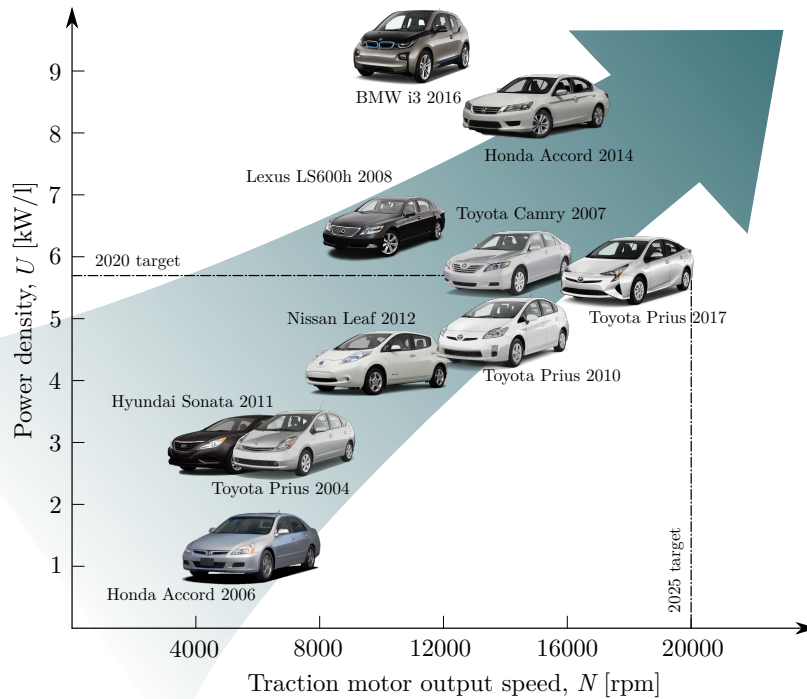 9
BMW i3 2016
8
Honda Accord 2014
Lexus LS600h 2008
7
Toyota Camry 2007
6
2020 target
5
Nissan Leaf 2012
Toyota Prius 2017
4
Toyota Prius 2010
Hyundai Sonata 2011
3
Toyota Prius 2004
2
1
Honda Accord 2006
2025 target
Power density, U [kW/l]
4000 8000 12000 16000 20000
Traction motor output speed, N [rpm]